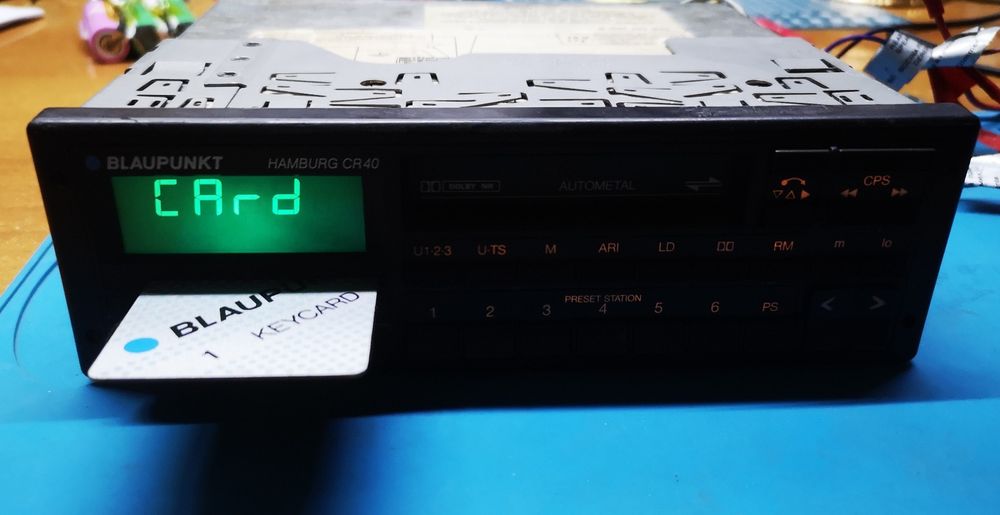 BLAUPUNKT HAMBURG CR40
CArd
DOLBY NR AUTOMETAL
CPS
U1·2·3 U·TS M ARI LD RM m lo
PRESET STATION
1 2 3 4 5 6 PS
BLAUPU
1 KEYCARD